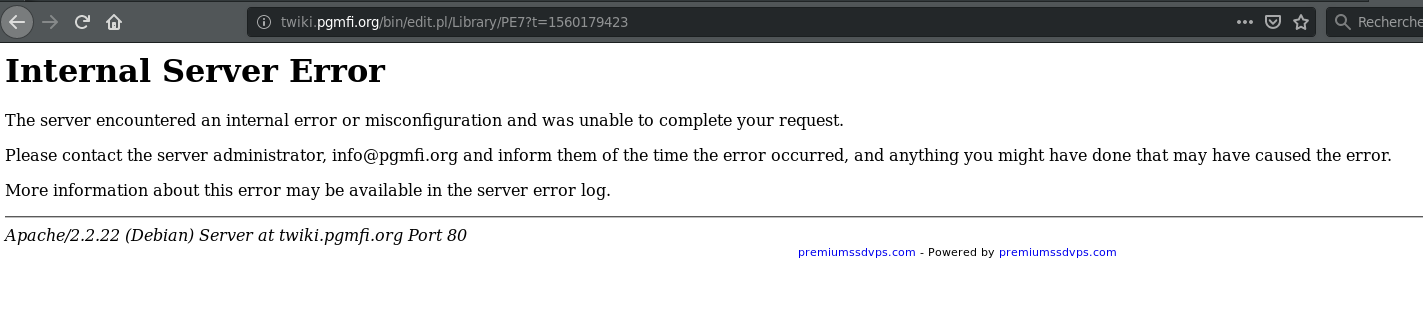 twiki.pgmfi.org/bin/edit.pl/Library/PE7?t=1560179423
Recherche
Internal Server Error
The server encountered an internal error or misconfiguration and was unable to complete your request.
Please contact the server administrator, info@pgmfi.org and inform them of the time the error occurred, and anything you might have done that may have caused the error.
More information about this error may be available in the server error log.
Apache/2.2.22 (Debian) Server at twiki.pgmfi.org Port 80
premiumssdvps.com - Powered by premiumssdvps.com